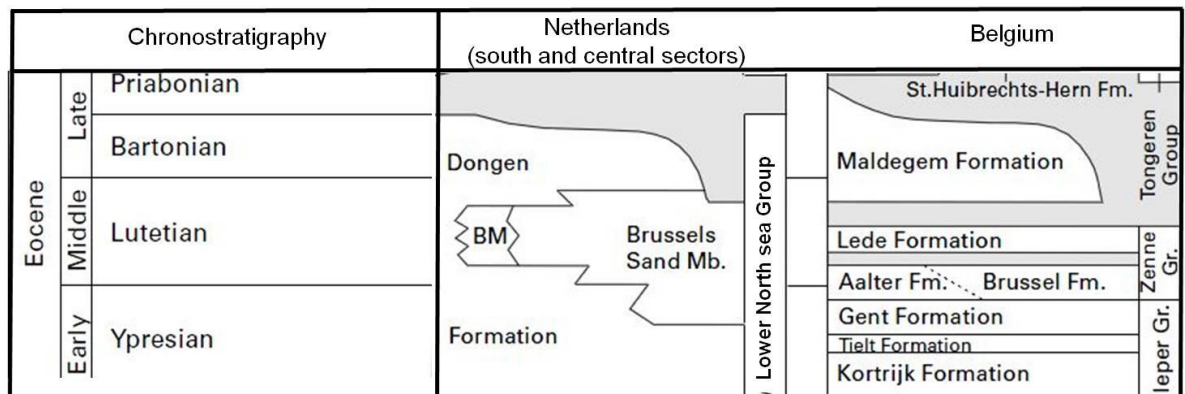 Chronostratigraphy
Netherlands
(south and central sectors)
Belgium
Eocene
Late
Middle
Early
Priabonian
Bartonian
Lutetian
Ypresian
Dongen
BM
Brussels
Sand Mb.
Formation
Lower North sea Group
St.Huibrechts-Hern Fm.
Maldegem Formation
Lede Formation
Aalter Fm.
Brussel Fm.
Gent Formation
Tielt Formation
Kortrijk Formation
Tongeren
Group
Zenne
Gr.
Ieper Gr.